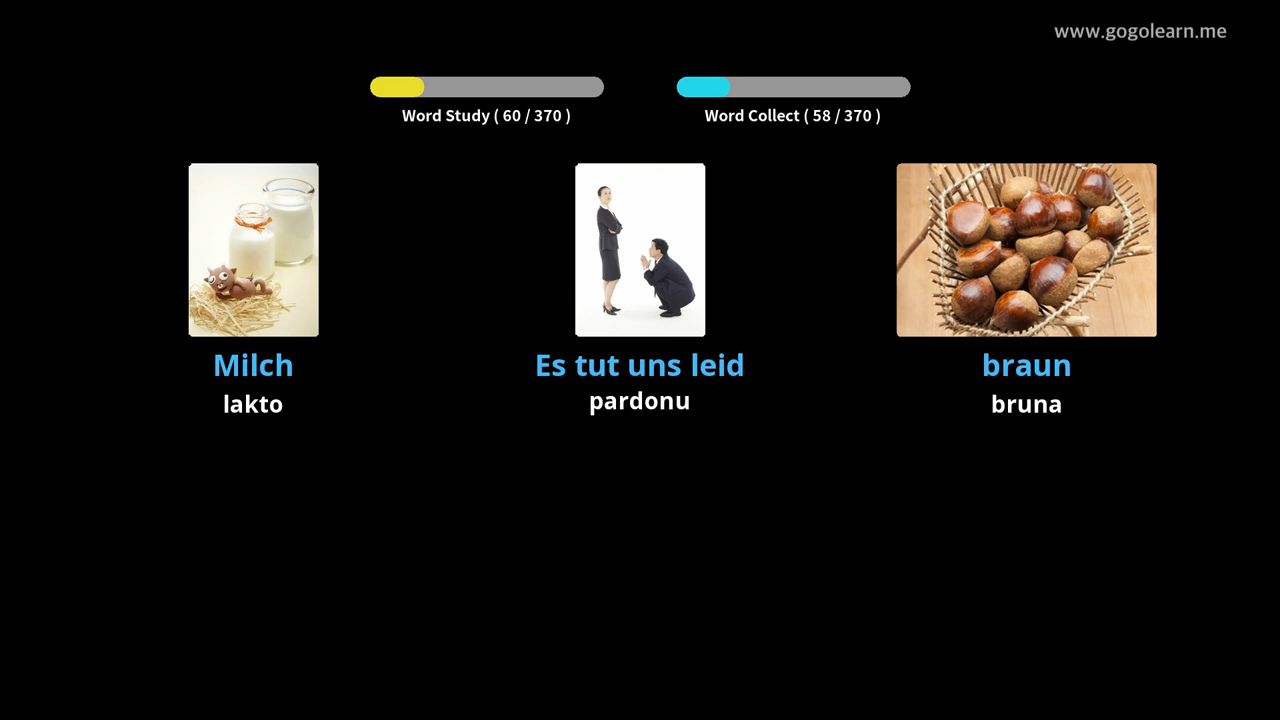 www.gogolearn.me
Word Study ( 60 / 370 )
Word Collect ( 58 / 370 )
Milch
lakto
Es tut uns leid
pardonu
braun
bruna